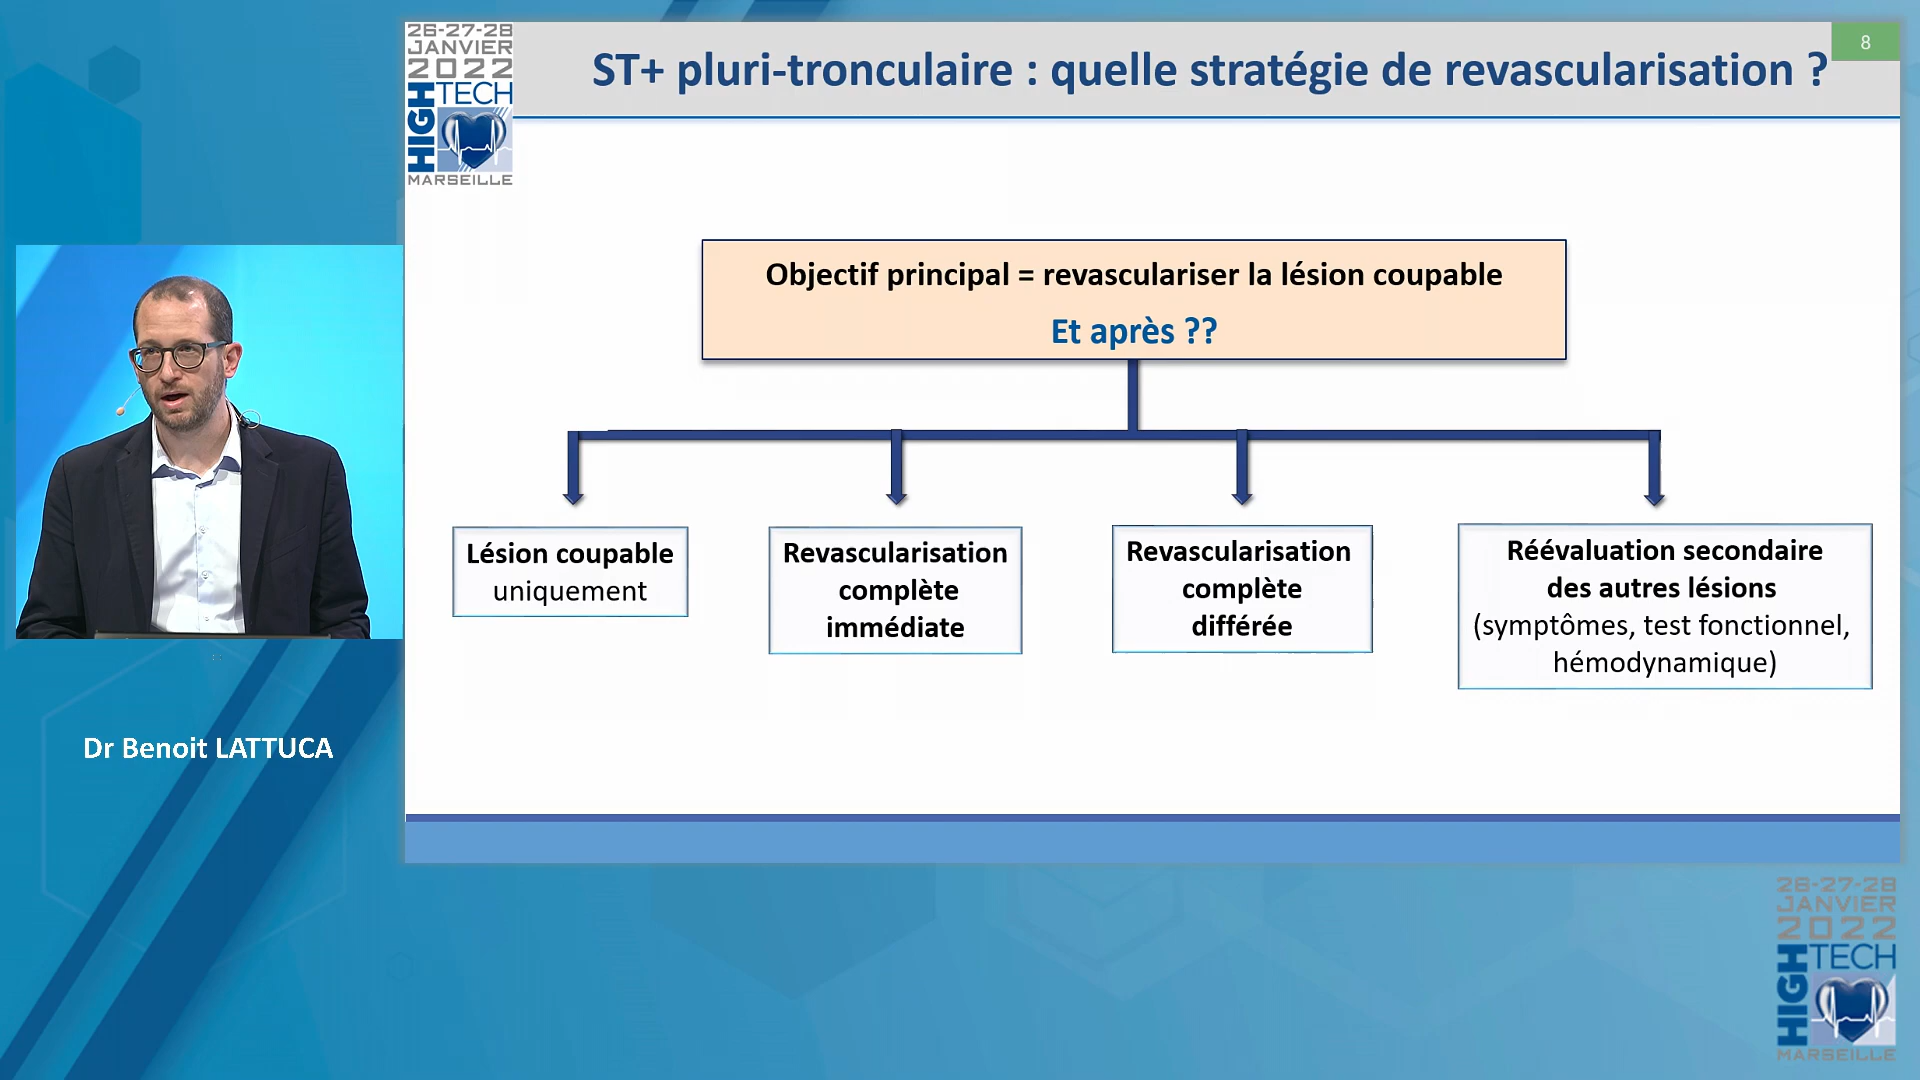 26-27-28
JANVIER
2022
HIGH TECH
MARSEILLE
ST+ pluri-tronculaire : quelle stratégie de revascularisation ?
8
Objectif principal = revasculariser la lésion coupable
Et après ??
Lésion coupable
uniquement
Revascularisation
complète
immédiate
Revascularisation
complète
différée
Réévaluation secondaire
des autres lésions
(symptômes, test fonctionnel,
hémodynamique)
Dr Benoit LATTUCA
26-27-28
JANVIER
2022
HIGH TECH
MARSEILLE